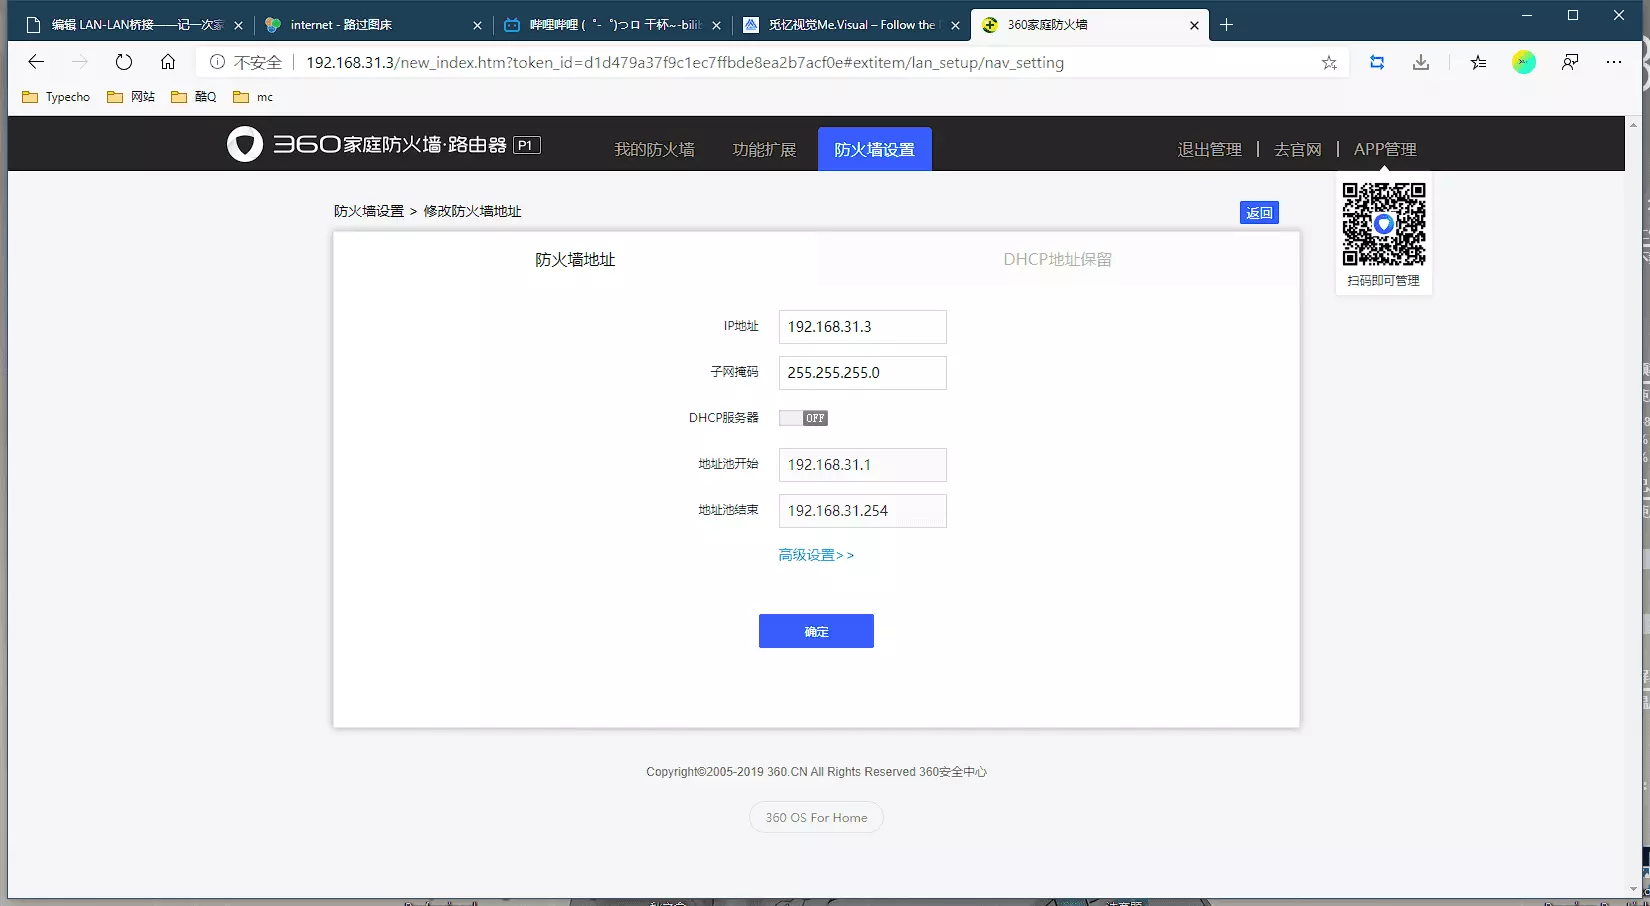 编辑 LAN-LAN桥接——记一次家
internet - 路过图床
哔哩哔哩 (゜-゜)つロ 干杯~-bilib
觅忆视觉Me.Visual – Follow the
360家庭防火墙
不安全
192.168.31.3/new_index.htm?token_id=d1d479a37f9c1ec7ffbde8ea2b7acf0e#extitem/lan_setup/nav_setting
Typecho
网站
酷Q
mc
360家庭防火墙·路由器 P1
我的防火墙
功能扩展
防火墙设置
退出管理 | 去官网 | APP管理
扫码即可管理
防火墙设置 > 修改防火墙地址
返回
防火墙地址
DHCP地址保留
IP地址 192.168.31.3
子网掩码 255.255.255.0
DHCP服务器 OFF
地址池开始 192.168.31.1
地址池结束 192.168.31.254
高级设置>>
确定
Copyright©2005-2019 360.CN All Rights Reserved 360安全中心
360 OS For Home